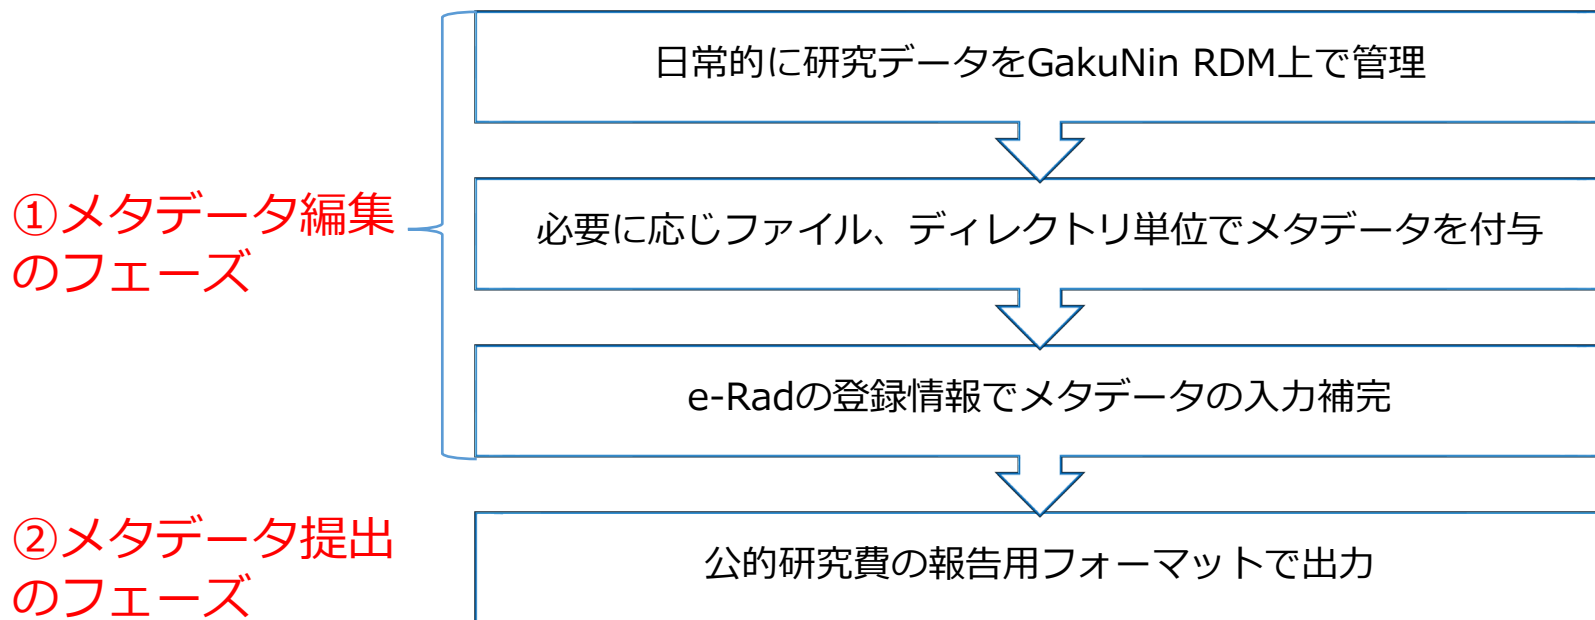 日常的に研究データをGakuNin RDM上で管理
①メタデータ編集
のフェーズ
必要に応じファイル、ディレクトリ単位でメタデータを付与
e-Radの登録情報でメタデータの入力補完
②メタデータ提出
のフェーズ
公的研究費の報告用フォーマットで出力